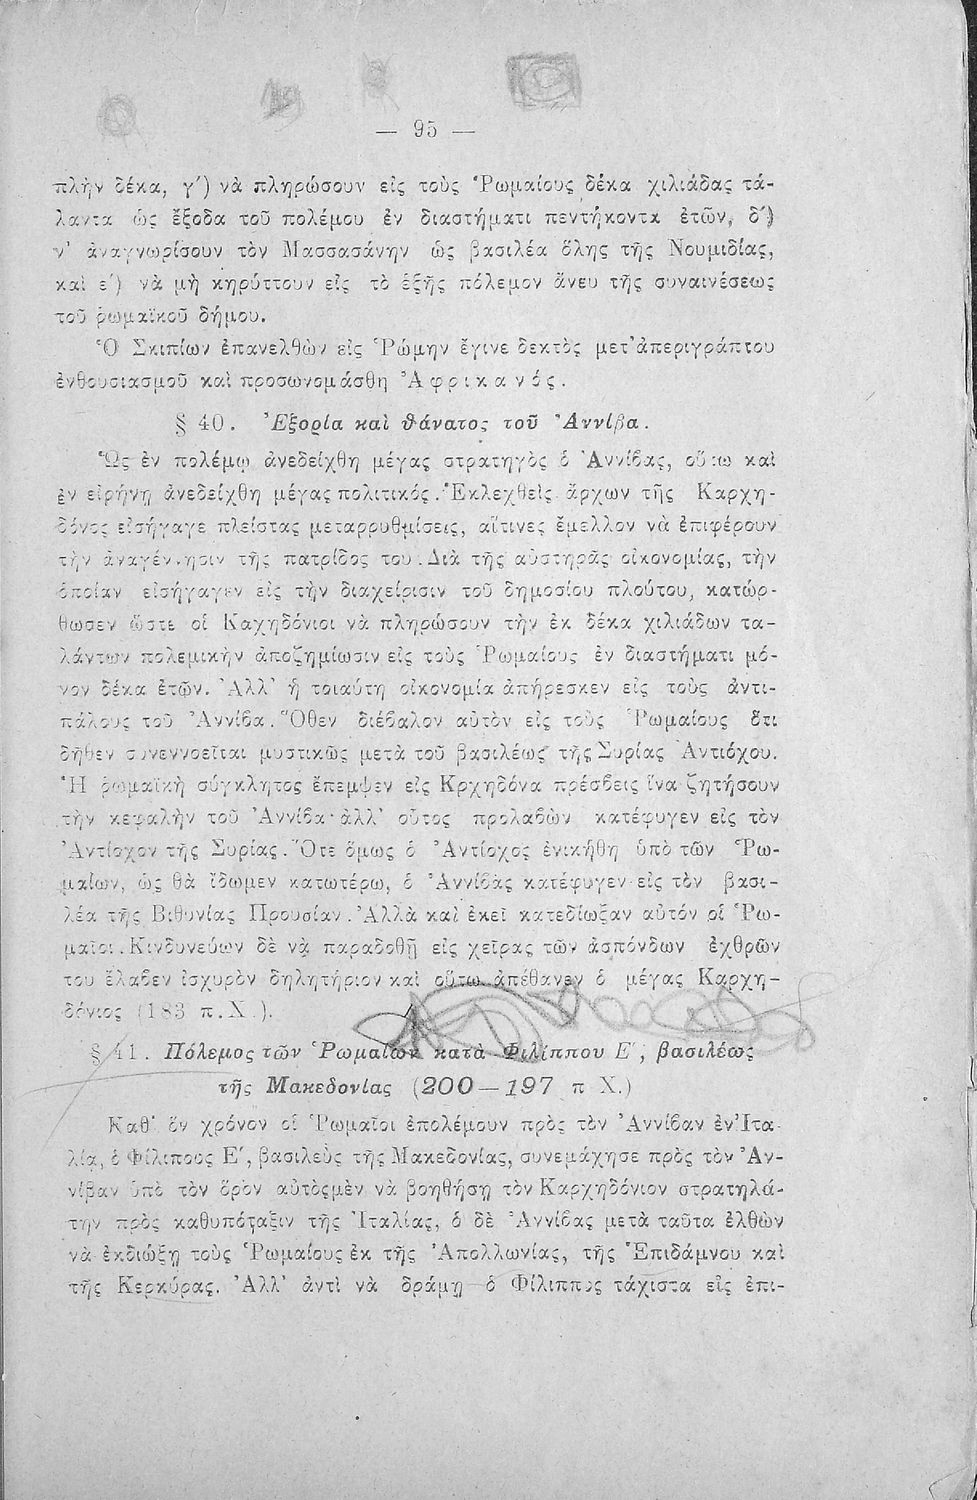 — 95 —
πλὴν δέκα, γ΄) νὰ πληρώσουν εἰς τοὺς Ῥωμαίους δέκα χιλιάδας τά-
λαντα ὡς ἔξοδα τοῦ πολέμου ἐν διαστήματι πεντήκοντα ἐτῶν, δ΄)
ν’ ἀναγνωρίσουν τὸν Μασσασάνην ὡς βασιλέα ὅλης τῆς Νουμιδίας,
καὶ ε΄) νὰ μὴ κηρύττουν εἰς τὸ ἑξῆς πόλεμον ἄνευ τῆς συναινέσεως
τοῦ ῥωμαϊκοῦ δήμου.
Ὁ Σκιπίων ἐπανελθὼν εἰς Ῥώμην ἔγινε δεκτὸς μετ’ ἀπεριγράπτου
ἐνθουσιασμοῦ καὶ προσωνομάσθη Ἀφρικανός.
§ 40. Ἐξορία καὶ θάνατος τοῦ Ἀννίβα.
Ὡς ἐν πολέμῳ ἀνεδείχθη μέγας στρατηγὸς ὁ Ἀννίβας, οὕτω καὶ
ἐν εἰρήνῃ ἀνεδείχθη μέγας πολιτικός. Ἐκλεχθεὶς ἄρχων τῆς Καρχη-
δόνος εἰσήγαγε πλείστας μεταρρυθμίσεις, αἵτινες ἔμελλον νὰ ἐπιφέρουν
τὴν ἀναγέννησιν τῆς πατρίδος του. Διὰ τῆς αὐστηρᾶς οἰκονομίας, τὴν
ὁποίαν εἰσήγαγεν εἰς τὴν διαχείρισιν τοῦ δημοσίου πλούτου, κατώρ-
θωσεν ὥστε οἱ Καχηδόνιοι νὰ πληρώσουν τὴν ἐκ δέκα χιλιάδων τα-
λάντων πολεμικὴν ἀποζημίωσιν εἰς τοὺς Ῥωμαίους ἐν διαστήματι μό-
νον δέκα ἐτῶν. Ἀλλ’ ἡ τοιαύτη οἰκονομία ἀπήρεσκεν εἰς τοὺς ἀντι-
πάλους τοῦ Ἀννίβα. Ὅθεν διέβαλον αὐτὸν εἰς τοὺς Ῥωμαίους ὅτι
δῆθεν συνεννοεῖται μυστικῶς μετὰ τοῦ βασιλέως τῆς Συρίας Ἀντιόχου.
Ἡ ῥωμαϊκὴ σύγκλητος ἔπεμψεν εἰς Κρχηδόνα πρέσβεις ἵνα ζητήσουν
τὴν κεφαλὴν τοῦ Ἀννίβα· ἀλλ’ οὗτος προλαβὼν κατέφυγεν εἰς τὸν
Ἀντίοχον τῆς Συρίας. Ὅτε ὅμως ὁ Ἀντίοχος ἐνικήθη ὑπὸ τῶν Ῥω-
μαίων, ὡς θὰ ἴδωμεν κατωτέρω, ὁ Ἀννίβας κατέφυγεν εἰς τὸν βασι-
λέα τῆς Βιθυνίας Προυσίαν. Ἀλλὰ καὶ ἐκεῖ κατεδίωξαν αὐτόν οἱ Ῥω-
μαῖοι. Κινδυνεύων δὲ νὰ παραδοθῇ εἰς χεῖρας τῶν ἀσπόνδων ἐχθρῶν
του ἔλαβεν ἰσχυρὸν δηλητήριον καὶ οὕτω ἀπέθανεν ὁ μέγας Καρχη-
δόνιος (183 π.Χ.).
§ 41. Πόλεμος τῶν Ῥωμαίων κατὰ Φιλίππου Ε΄, βασιλέως
τῆς Μακεδονίας (200—197 π Χ.)
Καθ’ ὃν χρόνον οἱ Ῥωμαῖοι ἐπολέμουν πρὸς τὸν Ἀννίβαν ἐν Ἰτα-
λίᾳ, ὁ Φίλιπους Ε΄, βασιλεὺς τῆς Μακεδονίας, συνεμάχησε πρὸς τὸν Ἀν-
νίβαν ὑπὸ τὸν ὅρον αὐτὸς μὲν νὰ βοηθήσῃ τὸν Καρχηδόνιον στρατηλά-
την πρὸς καθυπόταξιν τῆς Ἰταλίας, ὁ δὲ Ἀννίβας μετὰ ταῦτα ἐλθὼν
νὰ ἐκδιώξῃ τοὺς Ῥωμαίους ἐκ τῆς Ἀπολλωνίας, τῆς Ἐπιδάμνου καὶ
τῆς Κερκύρας. Ἀλλ’ ἀντὶ νὰ δράμῃ ὁ Φίλιππος τάχιστα εἰς ἐπι-